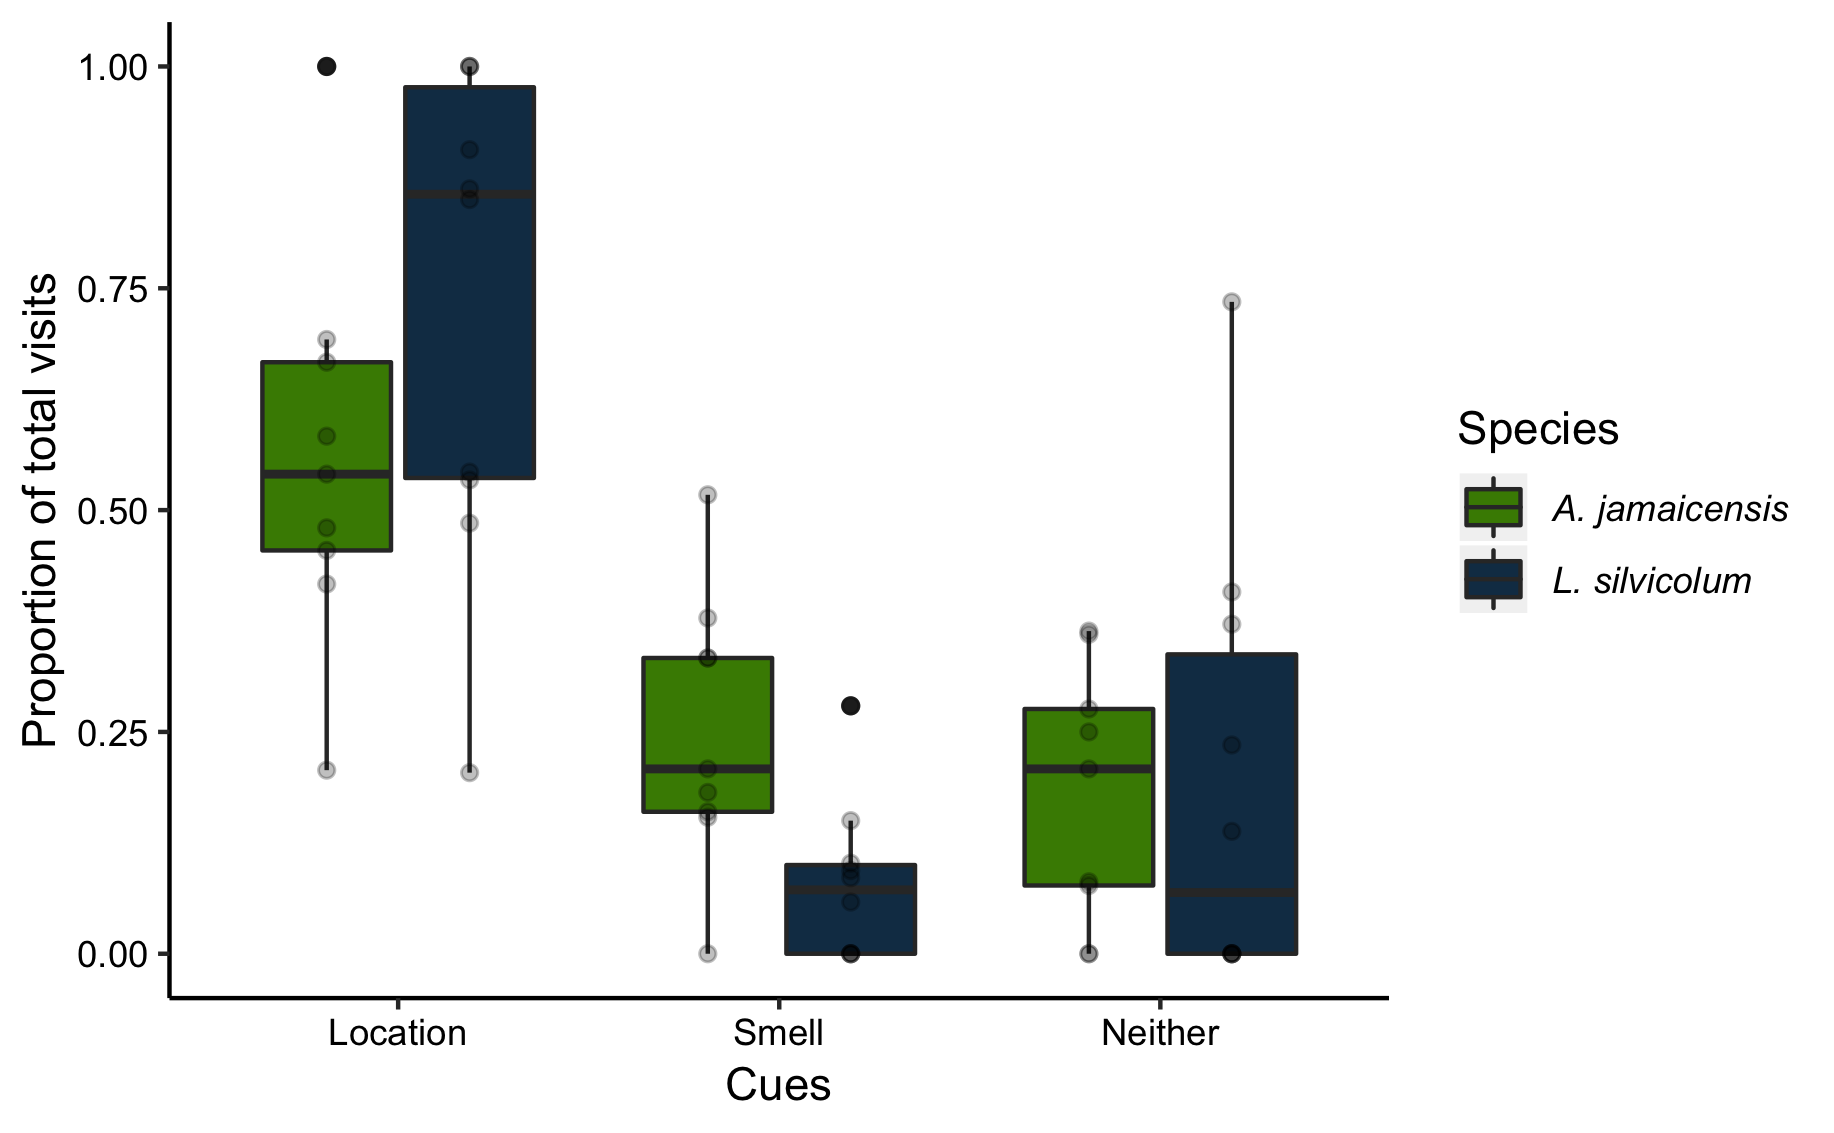 Proportion of total visits
1.00
0.75
0.50
0.25
0.00
Location
Smell
Neither
Cues
Species
A. jamaicensis
L. silvicolum